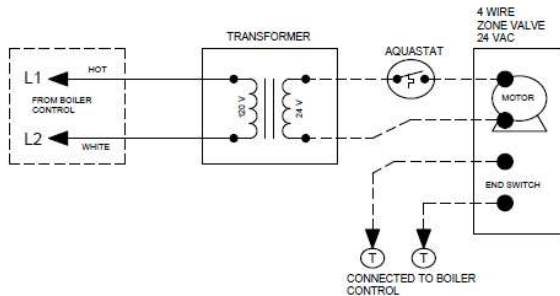 4 WIRE
ZONE VALVE
24 VAC
TRANSFORMER
AQUASTAT
L1
HOT
FROM BOILER
CONTROL
L2
WHITE
120 V
24 V
MOTOR
END SWITCH
T
T
CONNECTED TO BOILER
CONTROL